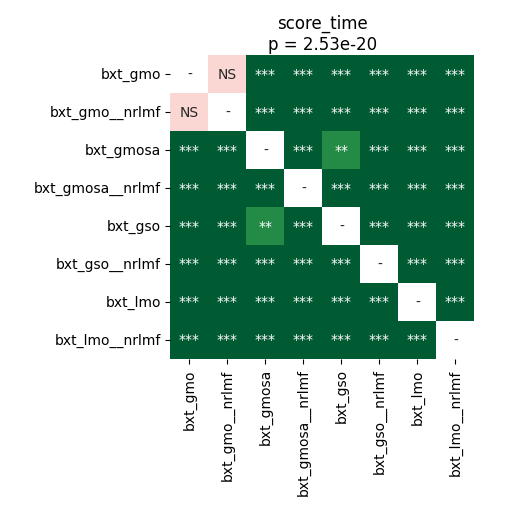 score_time
p = 2.53e-20
bxt_gmo - NS *** *** *** *** *** ***
bxt_gmo__nrlmf NS - *** *** *** *** *** ***
bxt_gmosa *** *** - *** ** *** *** ***
bxt_gmosa__nrlmf *** *** *** - *** *** *** ***
bxt_gso *** *** ** *** - *** *** ***
bxt_gso__nrlmf *** *** *** *** *** - *** ***
bxt_lmo *** *** *** *** *** *** - ***
bxt_lmo__nrlmf *** *** *** *** *** *** *** -
bxt_gmo
bxt_gmo__nrlmf
bxt_gmosa
bxt_gmosa__nrlmf
bxt_gso
bxt_gso__nrlmf
bxt_lmo
bxt_lmo__nrlmf